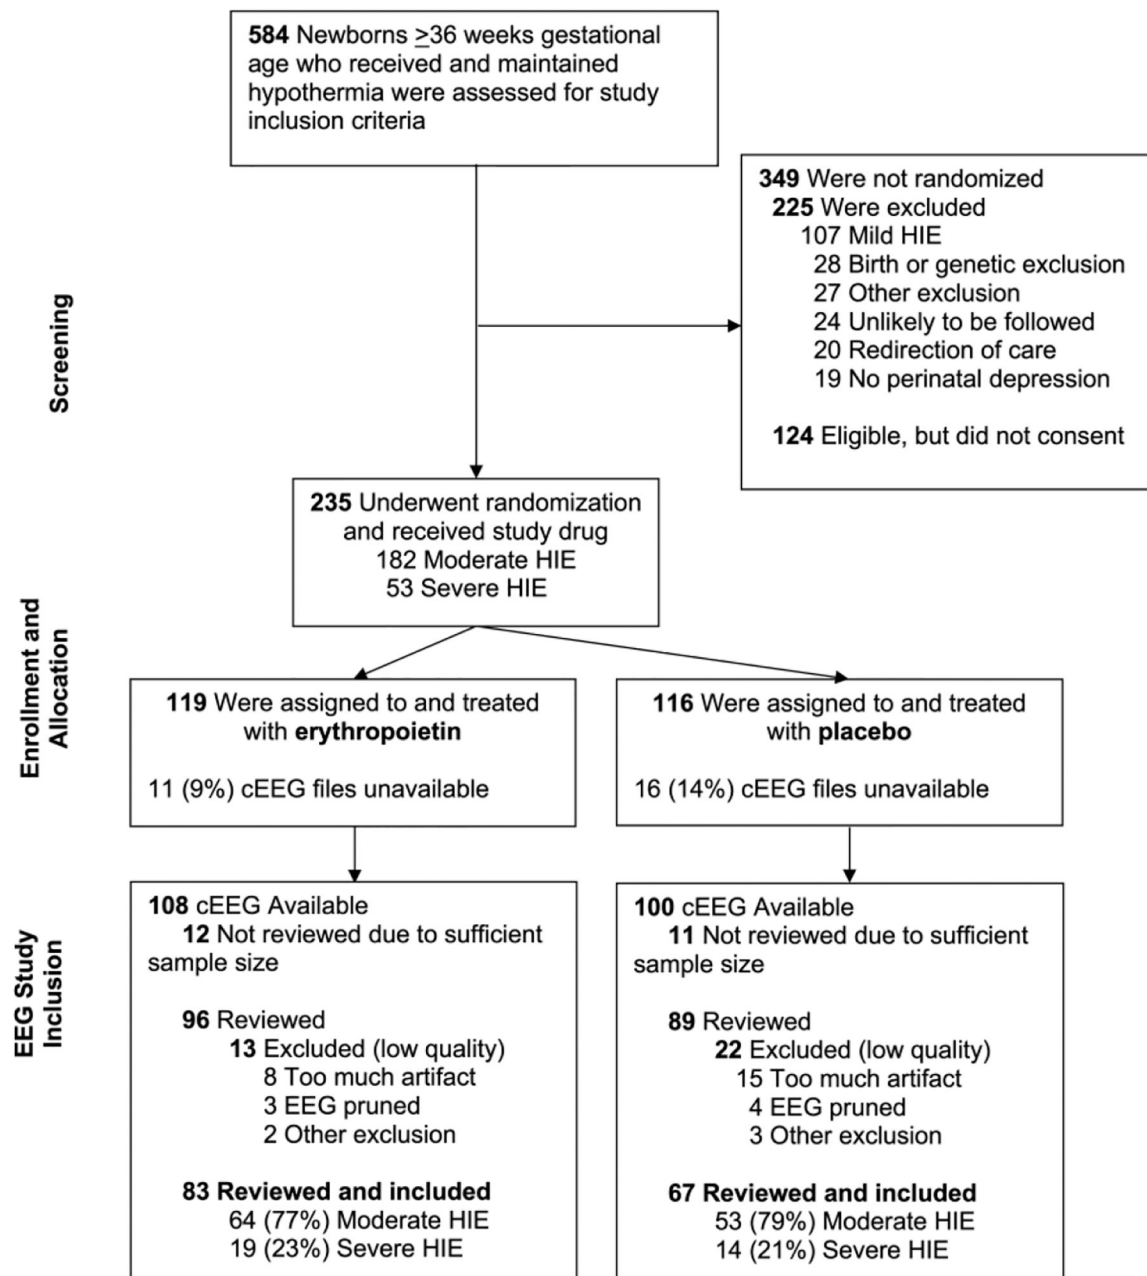 584 Newborns ≥36 weeks gestational
age who received and maintained
hypothermia were assessed for study
inclusion criteria
349 Were not randomized
225 Were excluded
107 Mild HIE
28 Birth or genetic exclusion
27 Other exclusion
24 Unlikely to be followed
20 Redirection of care
19 No perinatal depression
124 Eligible, but did not consent
Screening
235 Underwent randomization
and received study drug
182 Moderate HIE
53 Severe HIE
Enrollment and
Allocation
119 Were assigned to and treated
with erythropoietin
11 (9%) cEEG files unavailable
116 Were assigned to and treated
with placebo
16 (14%) cEEG files unavailable
EEG Study
Inclusion
108 cEEG Available
12 Not reviewed due to sufficient
sample size
96 Reviewed
13 Excluded (low quality)
8 Too much artifact
3 EEG pruned
2 Other exclusion
83 Reviewed and included
64 (77%) Moderate HIE
19 (23%) Severe HIE
100 cEEG Available
11 Not reviewed due to sufficient
sample size
89 Reviewed
22 Excluded (low quality)
15 Too much artifact
4 EEG pruned
3 Other exclusion
67 Reviewed and included
53 (79%) Moderate HIE
14 (21%) Severe HIE